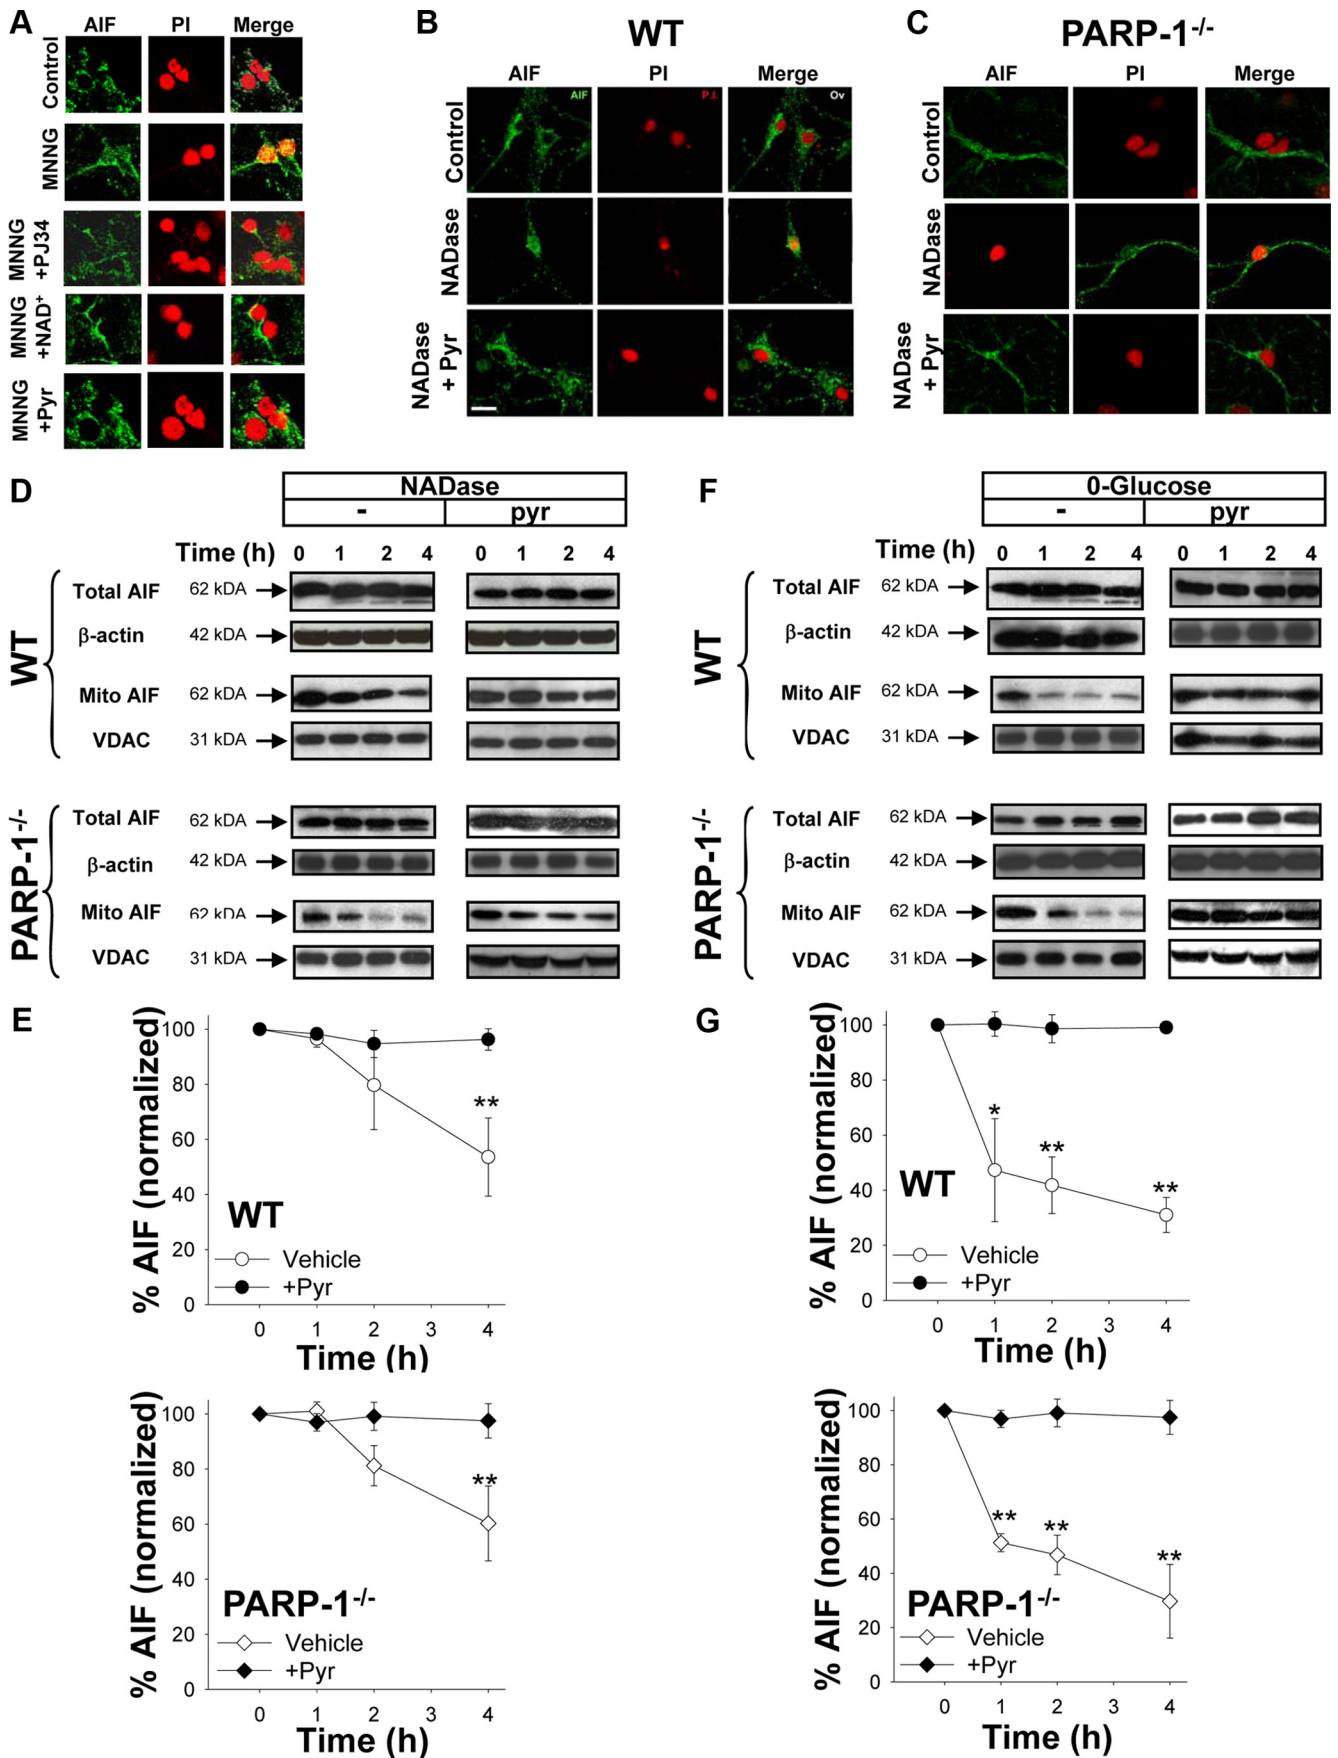 A
AIF PI Merge
Control
MNNG
MNNG
+PJ34
MNNG
+NAD+
MNNG
+Pyr
B
WT
AIF PI Merge
AIF P.I. Ov
Control
NADase
NADase
+ Pyr
C
PARP-1-/-
AIF PI Merge
Control
NADase
NADase
+ Pyr
D
NADase
- pyr
Time (h) 0 1 2 4 0 1 2 4
WT
Total AIF 62 kDA
β-actin 42 kDA
Mito AIF 62 kDA
VDAC 31 kDA
PARP-1-/-
Total AIF 62 kDA
β-actin 42 kDA
Mito AIF 62 kDA
VDAC 31 kDA
F
0-Glucose
- pyr
Time (h) 0 1 2 4 0 1 2 4
WT
Total AIF 62 kDA
β-actin 42 kDA
Mito AIF 62 kDA
VDAC 31 kDA
PARP-1-/-
Total AIF 62 kDA
β-actin 42 kDA
Mito AIF 62 kDA
VDAC 31 kDA
E
% AIF (normalized)
100
80
60
40
20
0
**
WT
Vehicle
+Pyr
0 1 2 3 4
Time (h)
% AIF (normalized)
100
80
60
40
20
0
**
PARP-1-/-
Vehicle
+Pyr
0 1 2 3 4
Time (h)
G
% AIF (normalized)
100
80
60
40
20
0
*
**
**
WT
Vehicle
+Pyr
0 1 2 3 4
Time (h)
% AIF (normalized)
100
80
60
40
20
0
**
**
**
PARP-1-/-
Vehicle
+Pyr
0 1 2 3 4
Time (h)